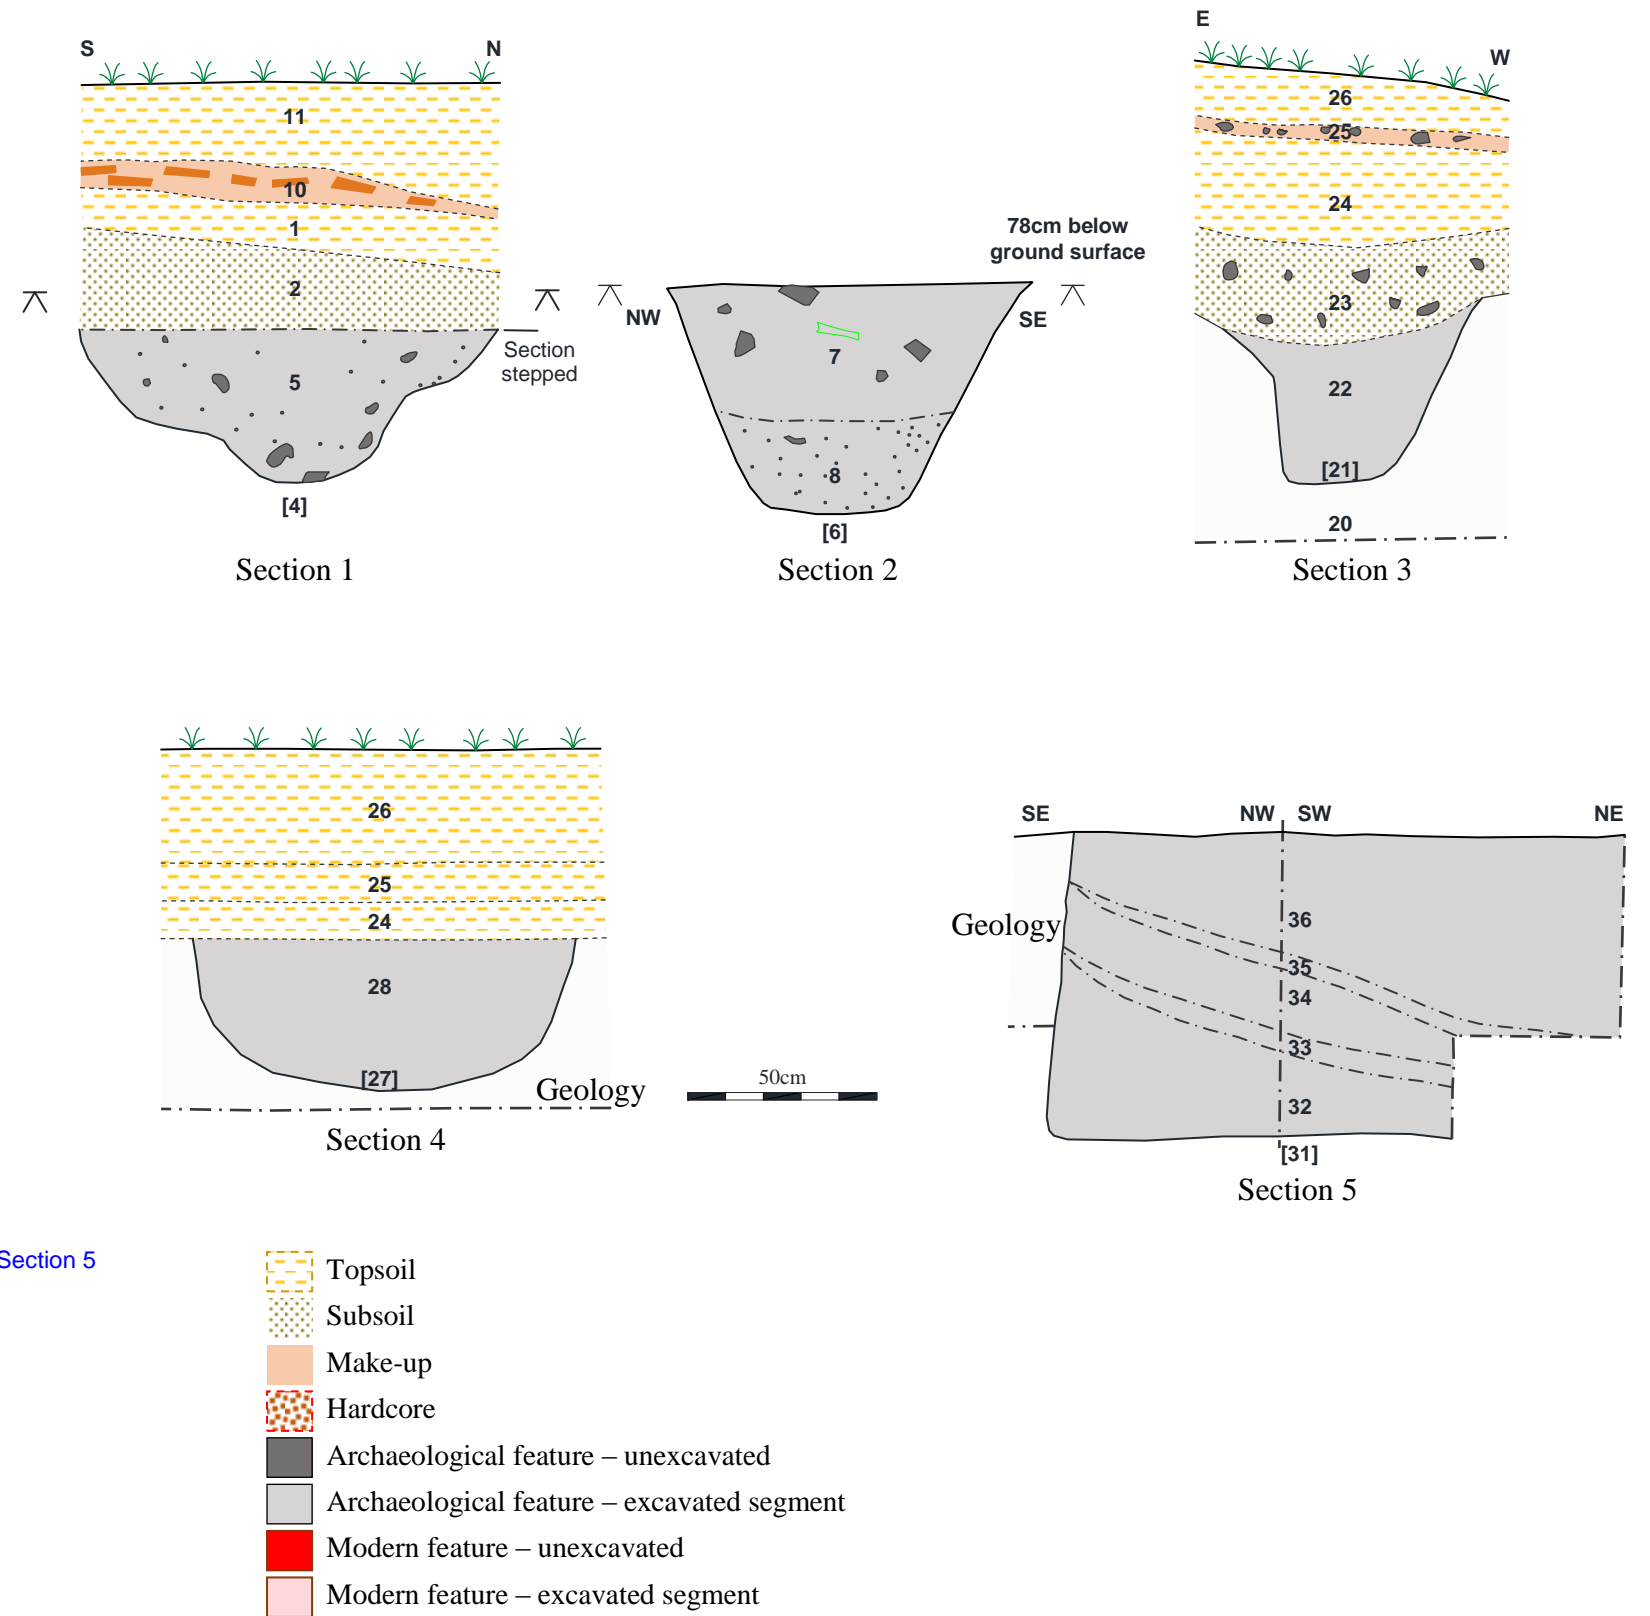 S
N
11
10
1
2
5
[4]
Section
stepped
Section 1
78cm below
ground surface
NW
SE
7
8
[6]
Section 2
E
W
26
25
24
23
22
[21]
20
Section 3
26
25
24
28
[27]
Geology
Section 4
50cm
SE
NW
SW
NE
Geology
36
35
34
33
32
[31]
Section 5
Section 5
Topsoil
Subsoil
Make-up
Hardcore
Archaeological feature – unexcavated
Archaeological feature – excavated segment
Modern feature – unexcavated
Modern feature – excavated segment